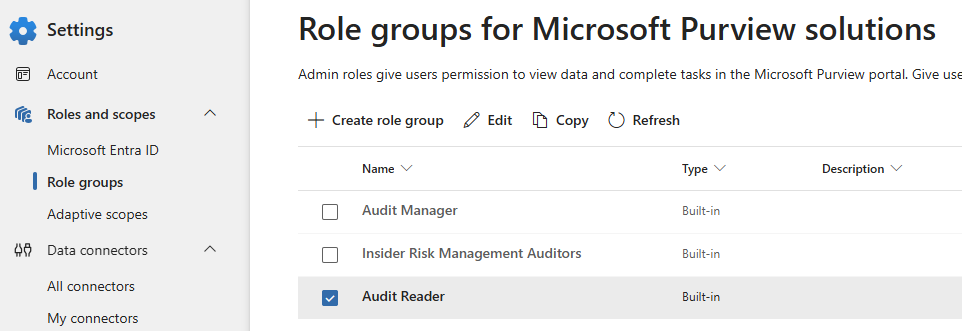 Settings
Account
Roles and scopes
Microsoft Entra ID
Role groups
Adaptive scopes
Data connectors
All connectors
My connectors
Role groups for Microsoft Purview solutions
Admin roles give users permission to view data and complete tasks in the Microsoft Purview portal. Give use
Create role group Edit Copy Refresh
Name Type Description
Audit Manager Built-in
Insider Risk Management Auditors Built-in
Audit Reader Built-in